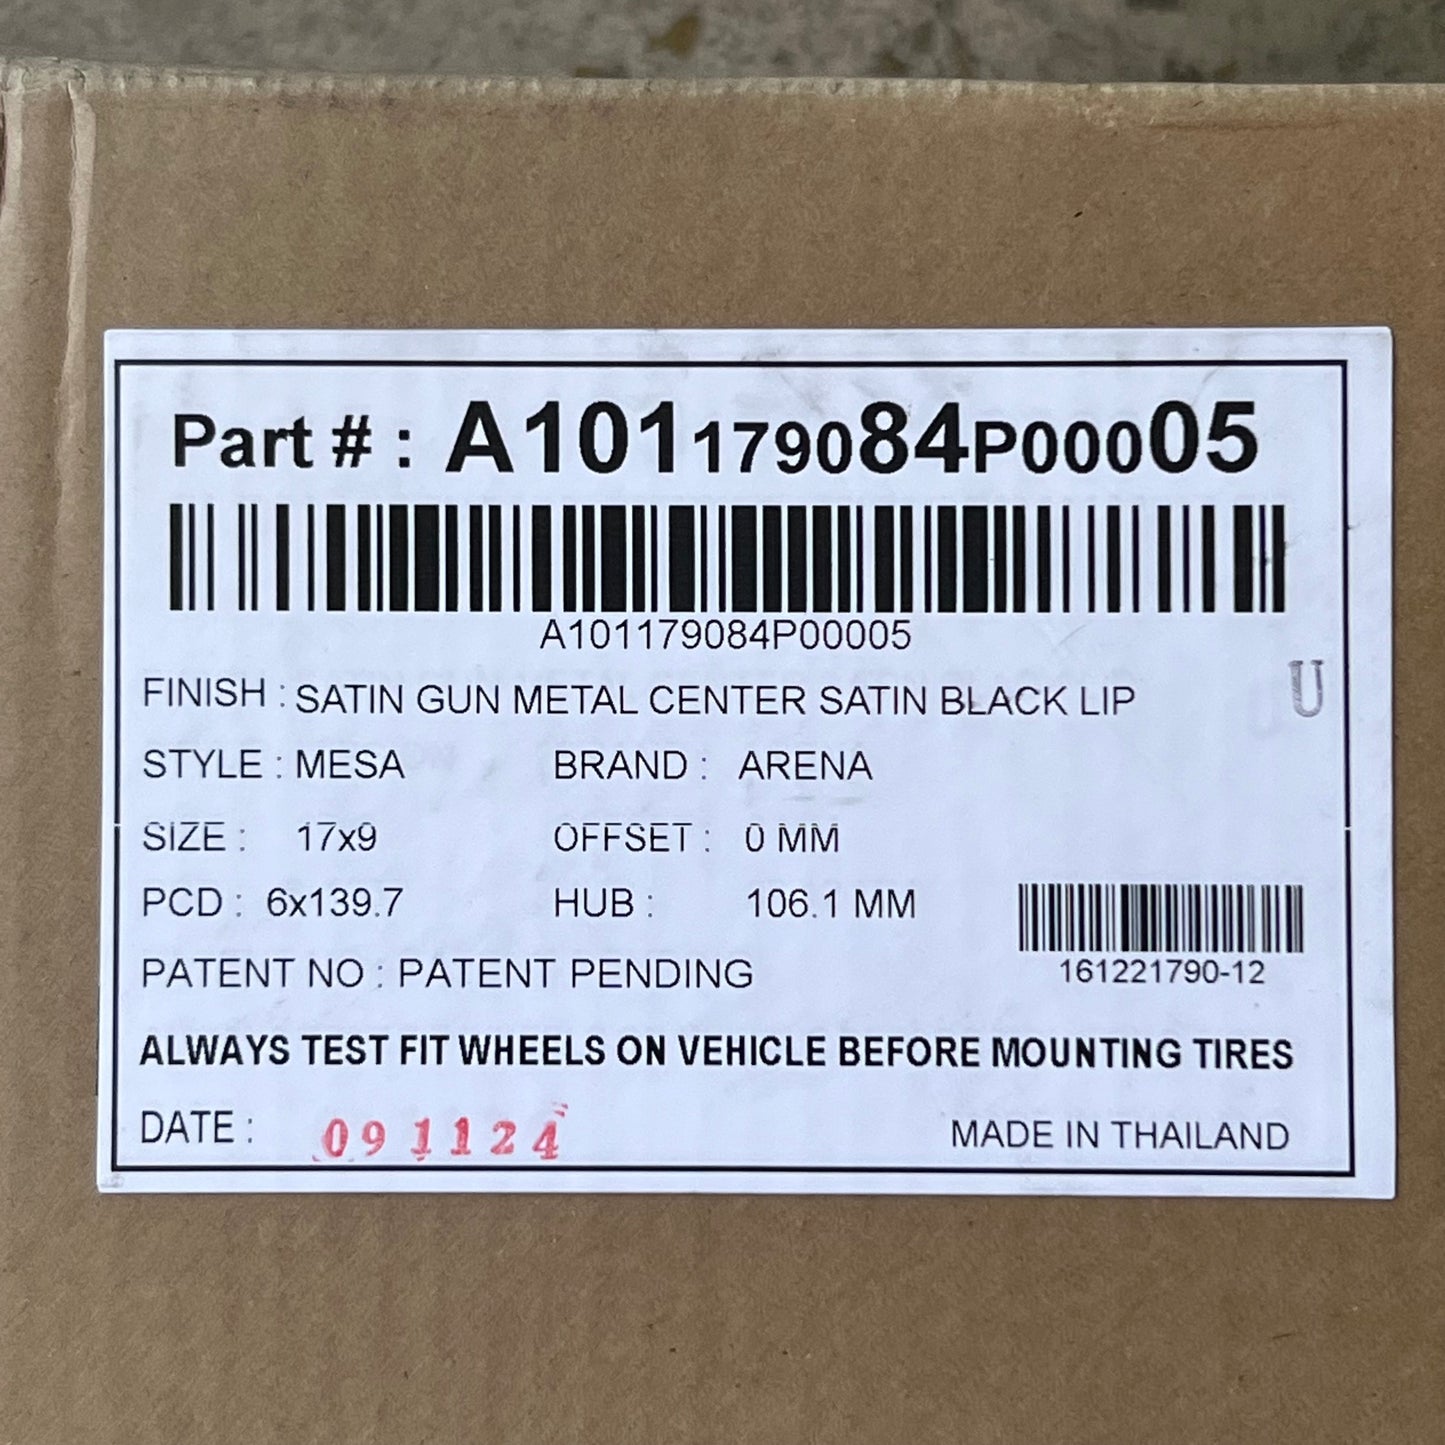 Part # : A101179084P00005
A101179084P00005
FINISH : SATIN GUN METAL CENTER SATIN BLACK LIP
U
STYLE : MESA BRAND : ARENA
SIZE : 17x9 OFFSET : 0 MM
PCD : 6x139.7 HUB : 106.1 MM
161221790-12
PATENT NO : PATENT PENDING
ALWAYS TEST FIT WHEELS ON VEHICLE BEFORE MOUNTING TIRES
DATE : 091124 MADE IN THAILAND